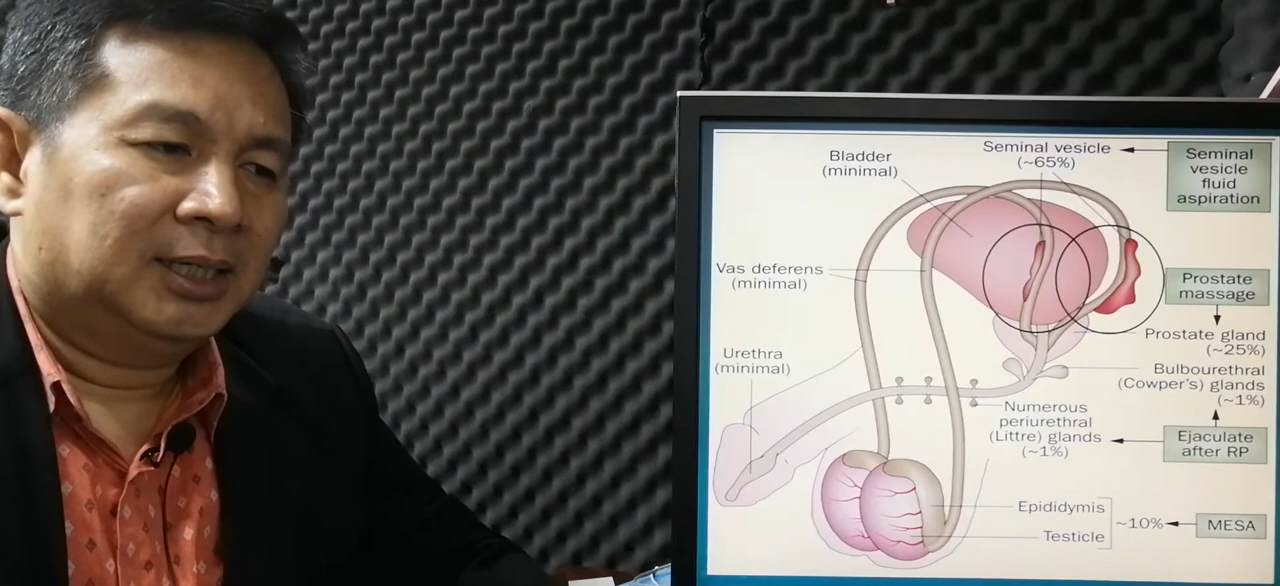 Bladder
(minimal)
Seminal vesicle
(~65%)
Seminal
vesicle
fluid
aspiration
Vas deferens
(minimal)
Prostate
massage
Prostate gland
(~25%)
Urethra
(minimal)
Bulbourethral
(Cowper's) glands
(~1%)
Numerous
periurethral
(Littre) glands
(~1%)
Ejaculate
after RP
Epididymis
~10%
MESA
Testicle